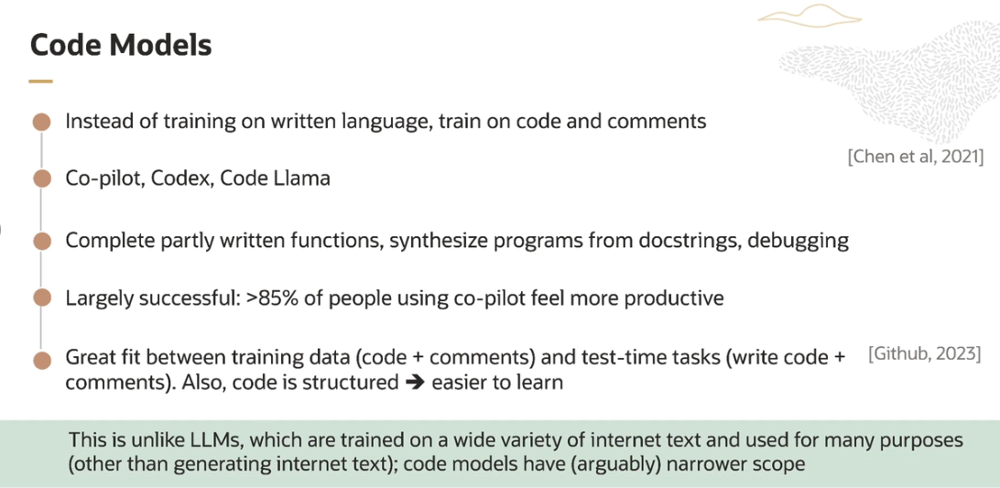 Code Models
Instead of training on written language, train on code and comments
[Chen et al, 2021]
Co-pilot, Codex, Code Llama
Complete partly written functions, synthesize programs from docstrings, debugging
Largely successful: >85% of people using co-pilot feel more productive
Great fit between training data (code + comments) and test-time tasks (write code +
comments). Also, code is structured ➔ easier to learn
[Github, 2023]
This is unlike LLMs, which are trained on a wide variety of internet text and used for many purposes
(other than generating internet text); code models have (arguably) narrower scope